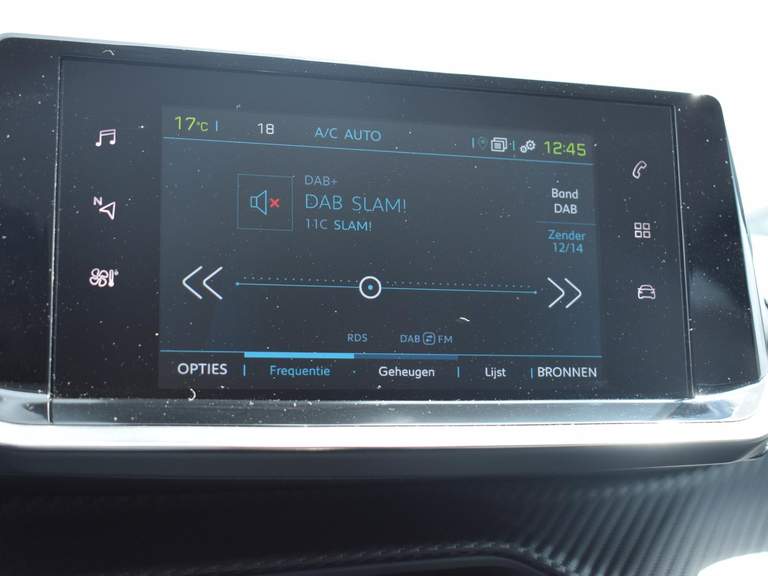 17°C 18 A/C AUTO 12:45
DAB+
DAB SLAM!
11C SLAM!
Band
DAB
Zender
12/14
N
RDS DAB FM
OPTIES Frequentie Geheugen Lijst BRONNEN